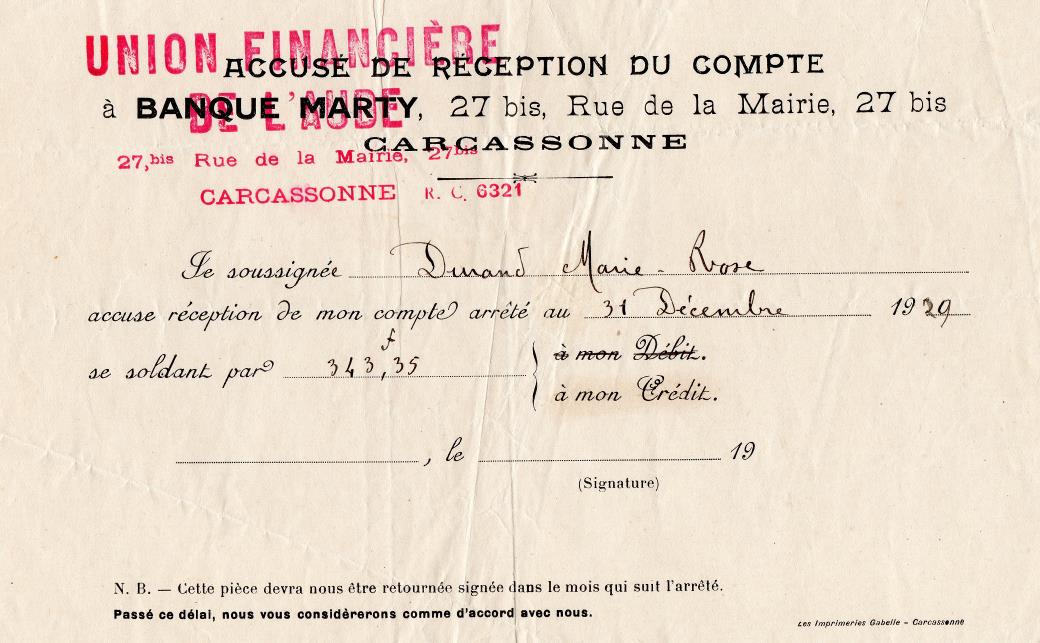 UNION FINANCIÈRE
DE L'AUDE
27,bis Rue de la Mairie, 27bis
CARCASSONNE R. C. 6321
ACCUSÉ DE RÉCEPTION DU COMPTE
à BANQUE MARTY, 27 bis, Rue de la Mairie, 27 bis
CARCASSONNE
Je soussignée Durand Marie - Rose
accuse réception de mon compte arrêté au 31 Décembre 1929
se soldant par 343,35 f
à mon Débit.
à mon Crédit.
, le 19
(Signature)
N. B. — Cette pièce devra nous être retournée signée dans le mois qui suit l'arrêté.
Passé ce délai, nous vous considèrerons comme d'accord avec nous.
Les Imprimeries Gabelle - Carcassonne